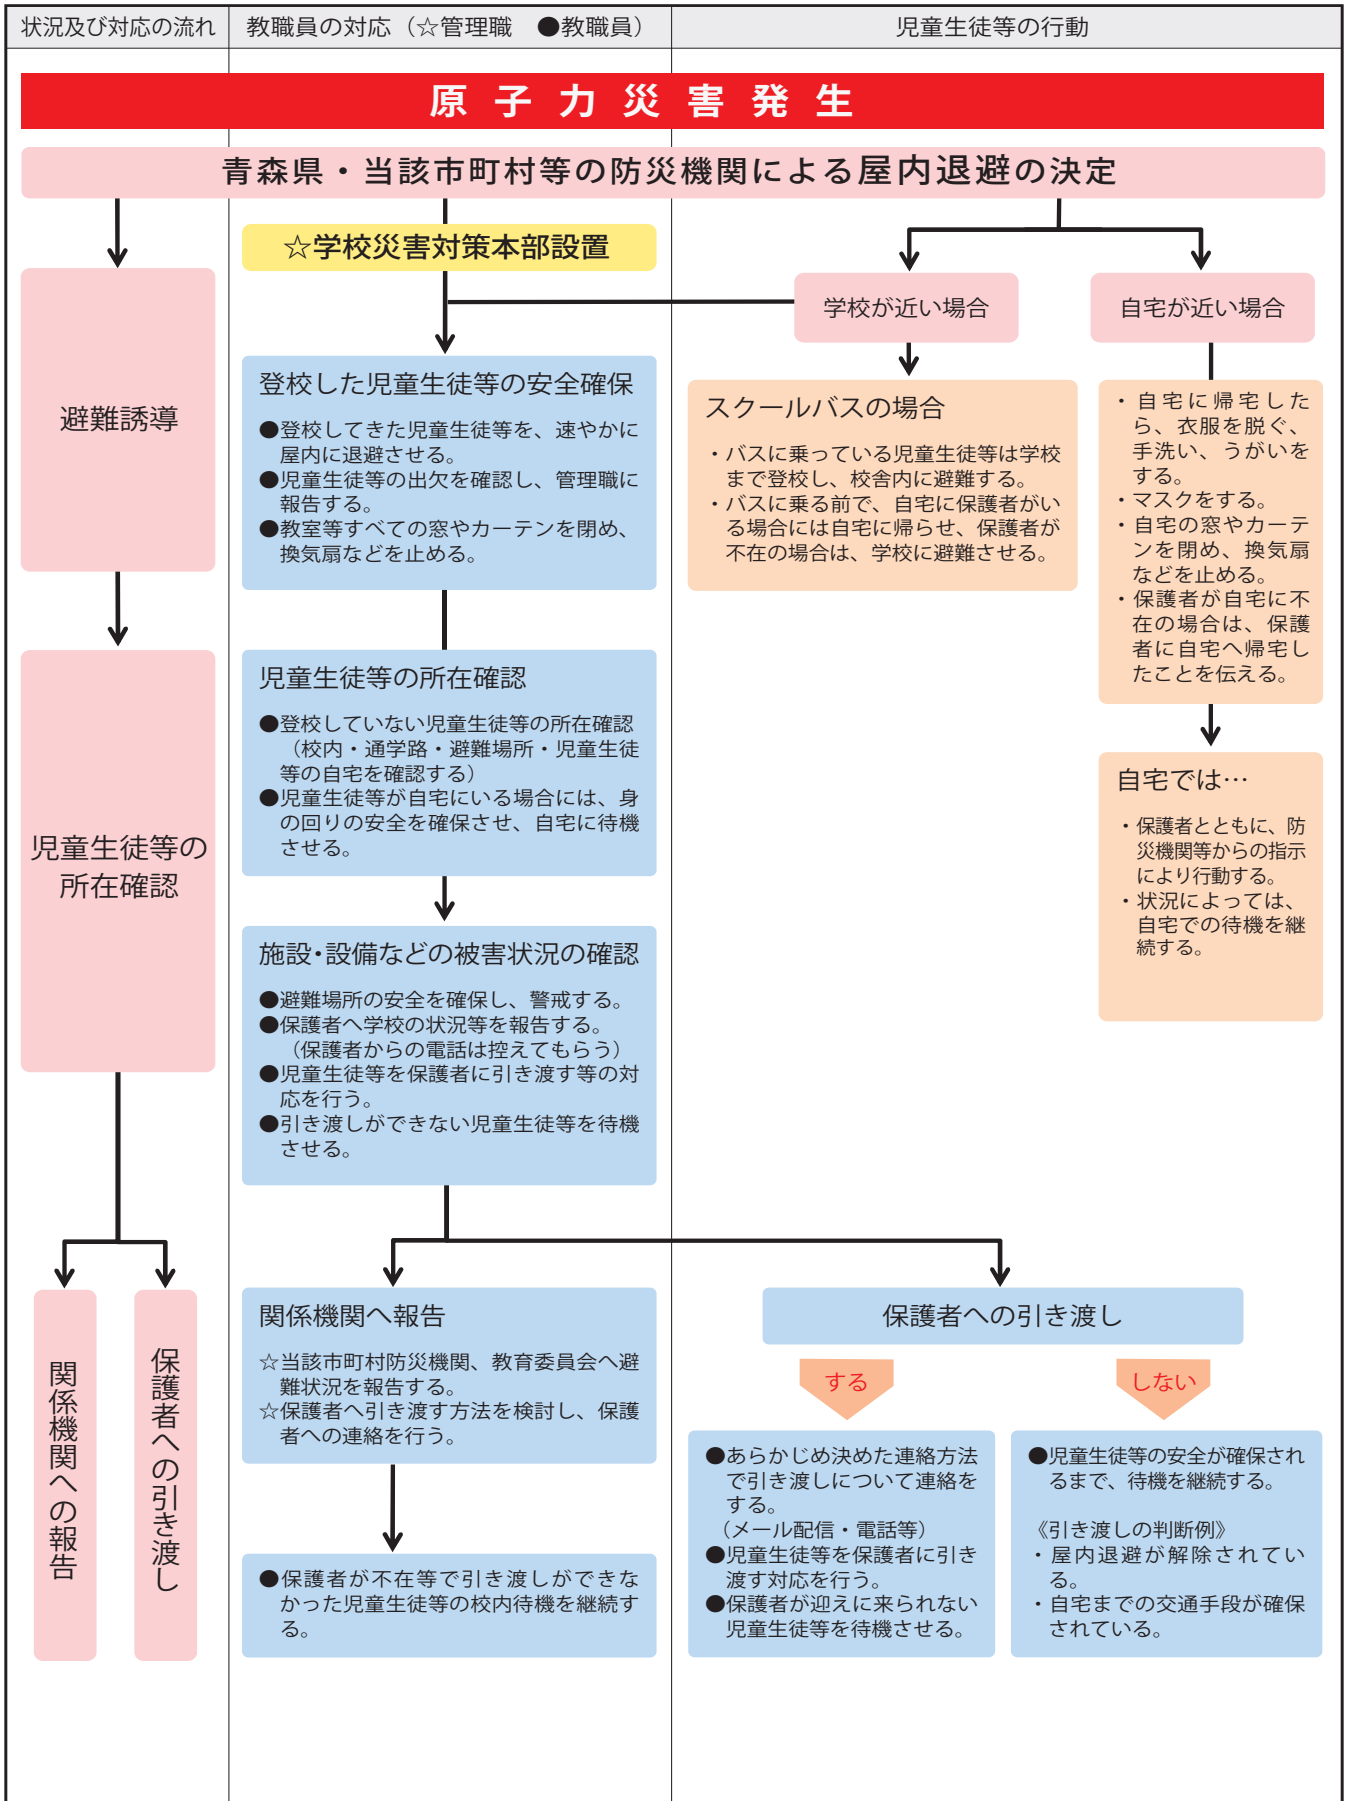 状況及び対応の流れ
教職員の対応（☆管理職　●教職員）
児童生徒等の行動
原子力災害発生
青森県・当該市町村等の防災機関による屋内退避の決定
☆学校災害対策本部設置
学校が近い場合
自宅が近い場合
避難誘導
登校した児童生徒等の安全確保
●登校してきた児童生徒等を、速やかに
屋内に退避させる。
●児童生徒等の出欠を確認し、管理職に
報告する。
●教室等すべての窓やカーテンを閉め、
換気扇などを止める。
スクールバスの場合
・バスに乗っている児童生徒等は学校
まで登校し、校舎内に避難する。
・バスに乗る前で、自宅に保護者がい
る場合には自宅に帰らせ、保護者が
不在の場合は、学校に避難させる。
・自宅に帰宅した
ら、衣服を脱ぐ、
手洗い、うがいを
する。
・マスクをする。
・自宅の窓やカーテ
ンを閉め、換気扇
などを止める。
・保護者が自宅に不
在の場合は、保護
者に自宅へ帰宅し
たことを伝える。
児童生徒等の
所在確認
児童生徒等の所在確認
●登校していない児童生徒等の所在確認
（校内・通学路・避難場所・児童生徒
等の自宅を確認する）
●児童生徒等が自宅にいる場合には、身
の回りの安全を確保させ、自宅に待機
させる。
自宅では…
・保護者とともに、防
災機関等からの指示
により行動する。
・状況によっては、
自宅での待機を継
続する。
施設・設備などの被害状況の確認
●避難場所の安全を確保し、警戒する。
●保護者へ学校の状況等を報告する。
（保護者からの電話は控えてもらう）
●児童生徒等を保護者に引き渡す等の対
応を行う。
●引き渡しができない児童生徒等を待機
させる。
関係機関への報告
保護者への引き渡し
関係機関へ報告
☆当該市町村防災機関、教育委員会へ避
難状況を報告する。
☆保護者へ引き渡す方法を検討し、保護
者への連絡を行う。
●保護者が不在等で引き渡しができな
かった児童生徒等の校内待機を継続す
る。
保護者への引き渡し
する
しない
●あらかじめ決めた連絡方法
で引き渡しについて連絡を
する。
（メール配信・電話等）
●児童生徒等を保護者に引き
渡す対応を行う。
●保護者が迎えに来られない
児童生徒等を待機させる。
●児童生徒等の安全が確保され
るまで、待機を継続する。
《引き渡しの判断例》
・屋内退避が解除されてい
る。
・自宅までの交通手段が確保
されている。